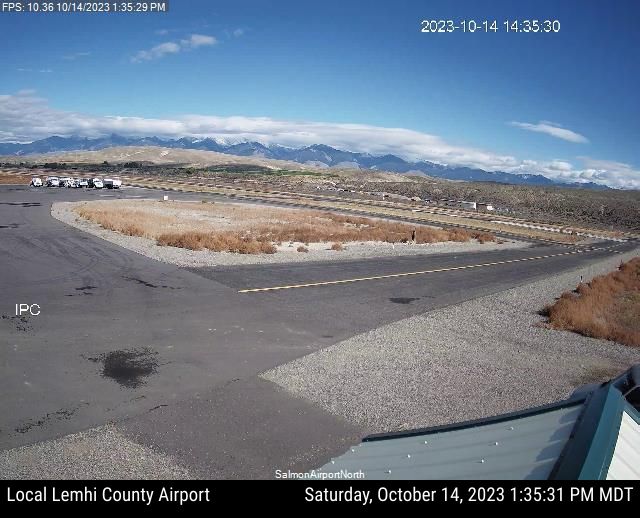 FPS: 10.36 10/14/2023 1:35:29 PM
2023-10-14 14:35:30
IPC
SalmonAirportNorth
Local Lemhi County Airport
Saturday, October 14, 2023 1:35:31 PM MDT